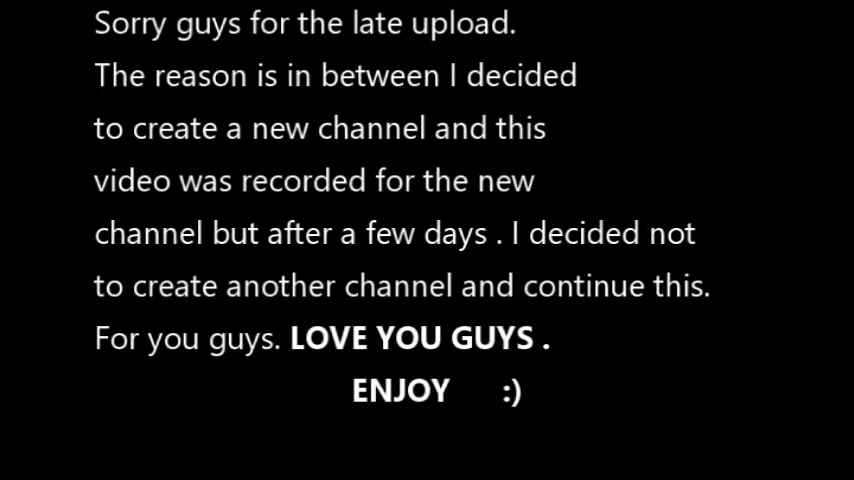 Sorry guys for the late upload.
The reason is in between I decided
to create a new channel and this
video was recorded for the new
channel but after a few days . I decided not
to create another channel and continue this.
For you guys. LOVE YOU GUYS .
ENJOY :)